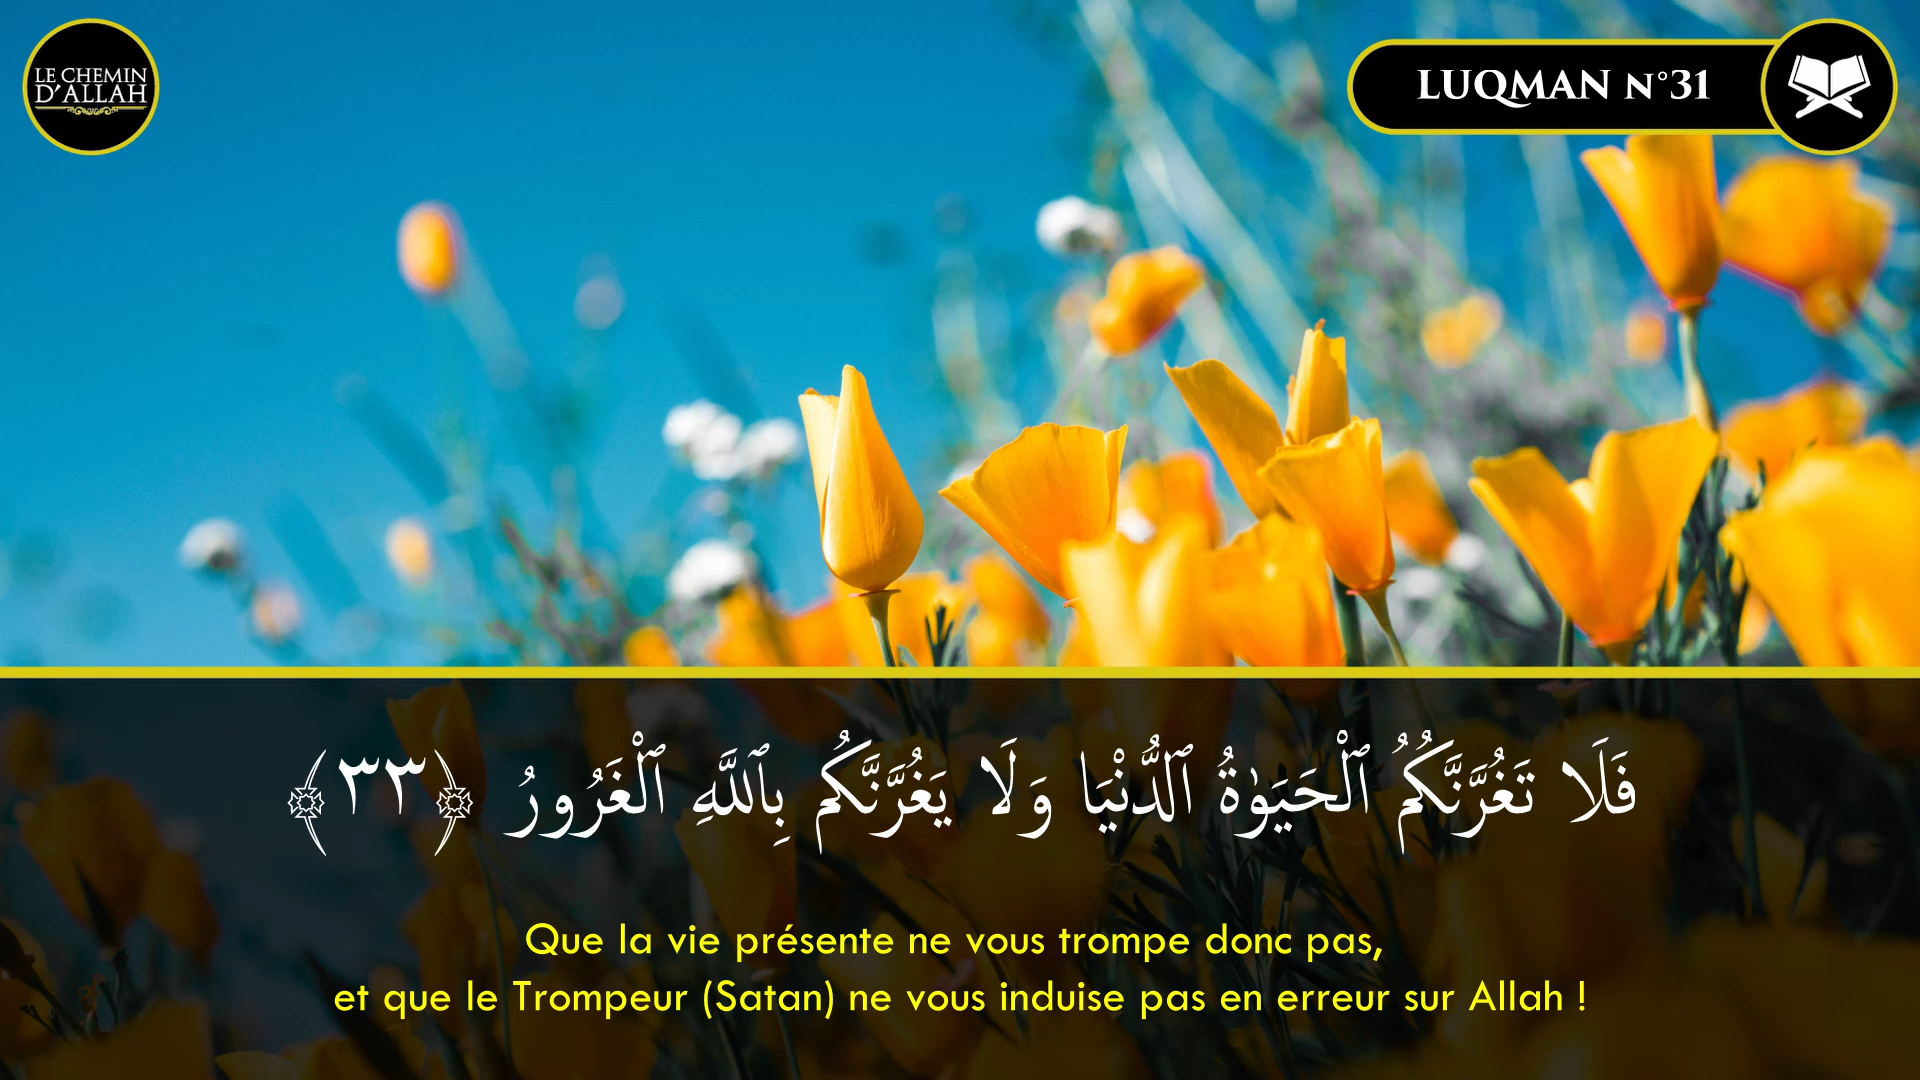 LE CHEMIN
D'ALLAH
LUQMAN N°31
فَلَا تَغُرَّنَّكُمُ ٱلْحَيَوٰةُ ٱلدُّنْيَا وَلَا يَغُرَّنَّكُم بِٱللَّهِ ٱلْغَرُورُ ﴿٣٣﴾
Que la vie présente ne vous trompe donc pas,
et que le Trompeur (Satan) ne vous induise pas en erreur sur Allah !